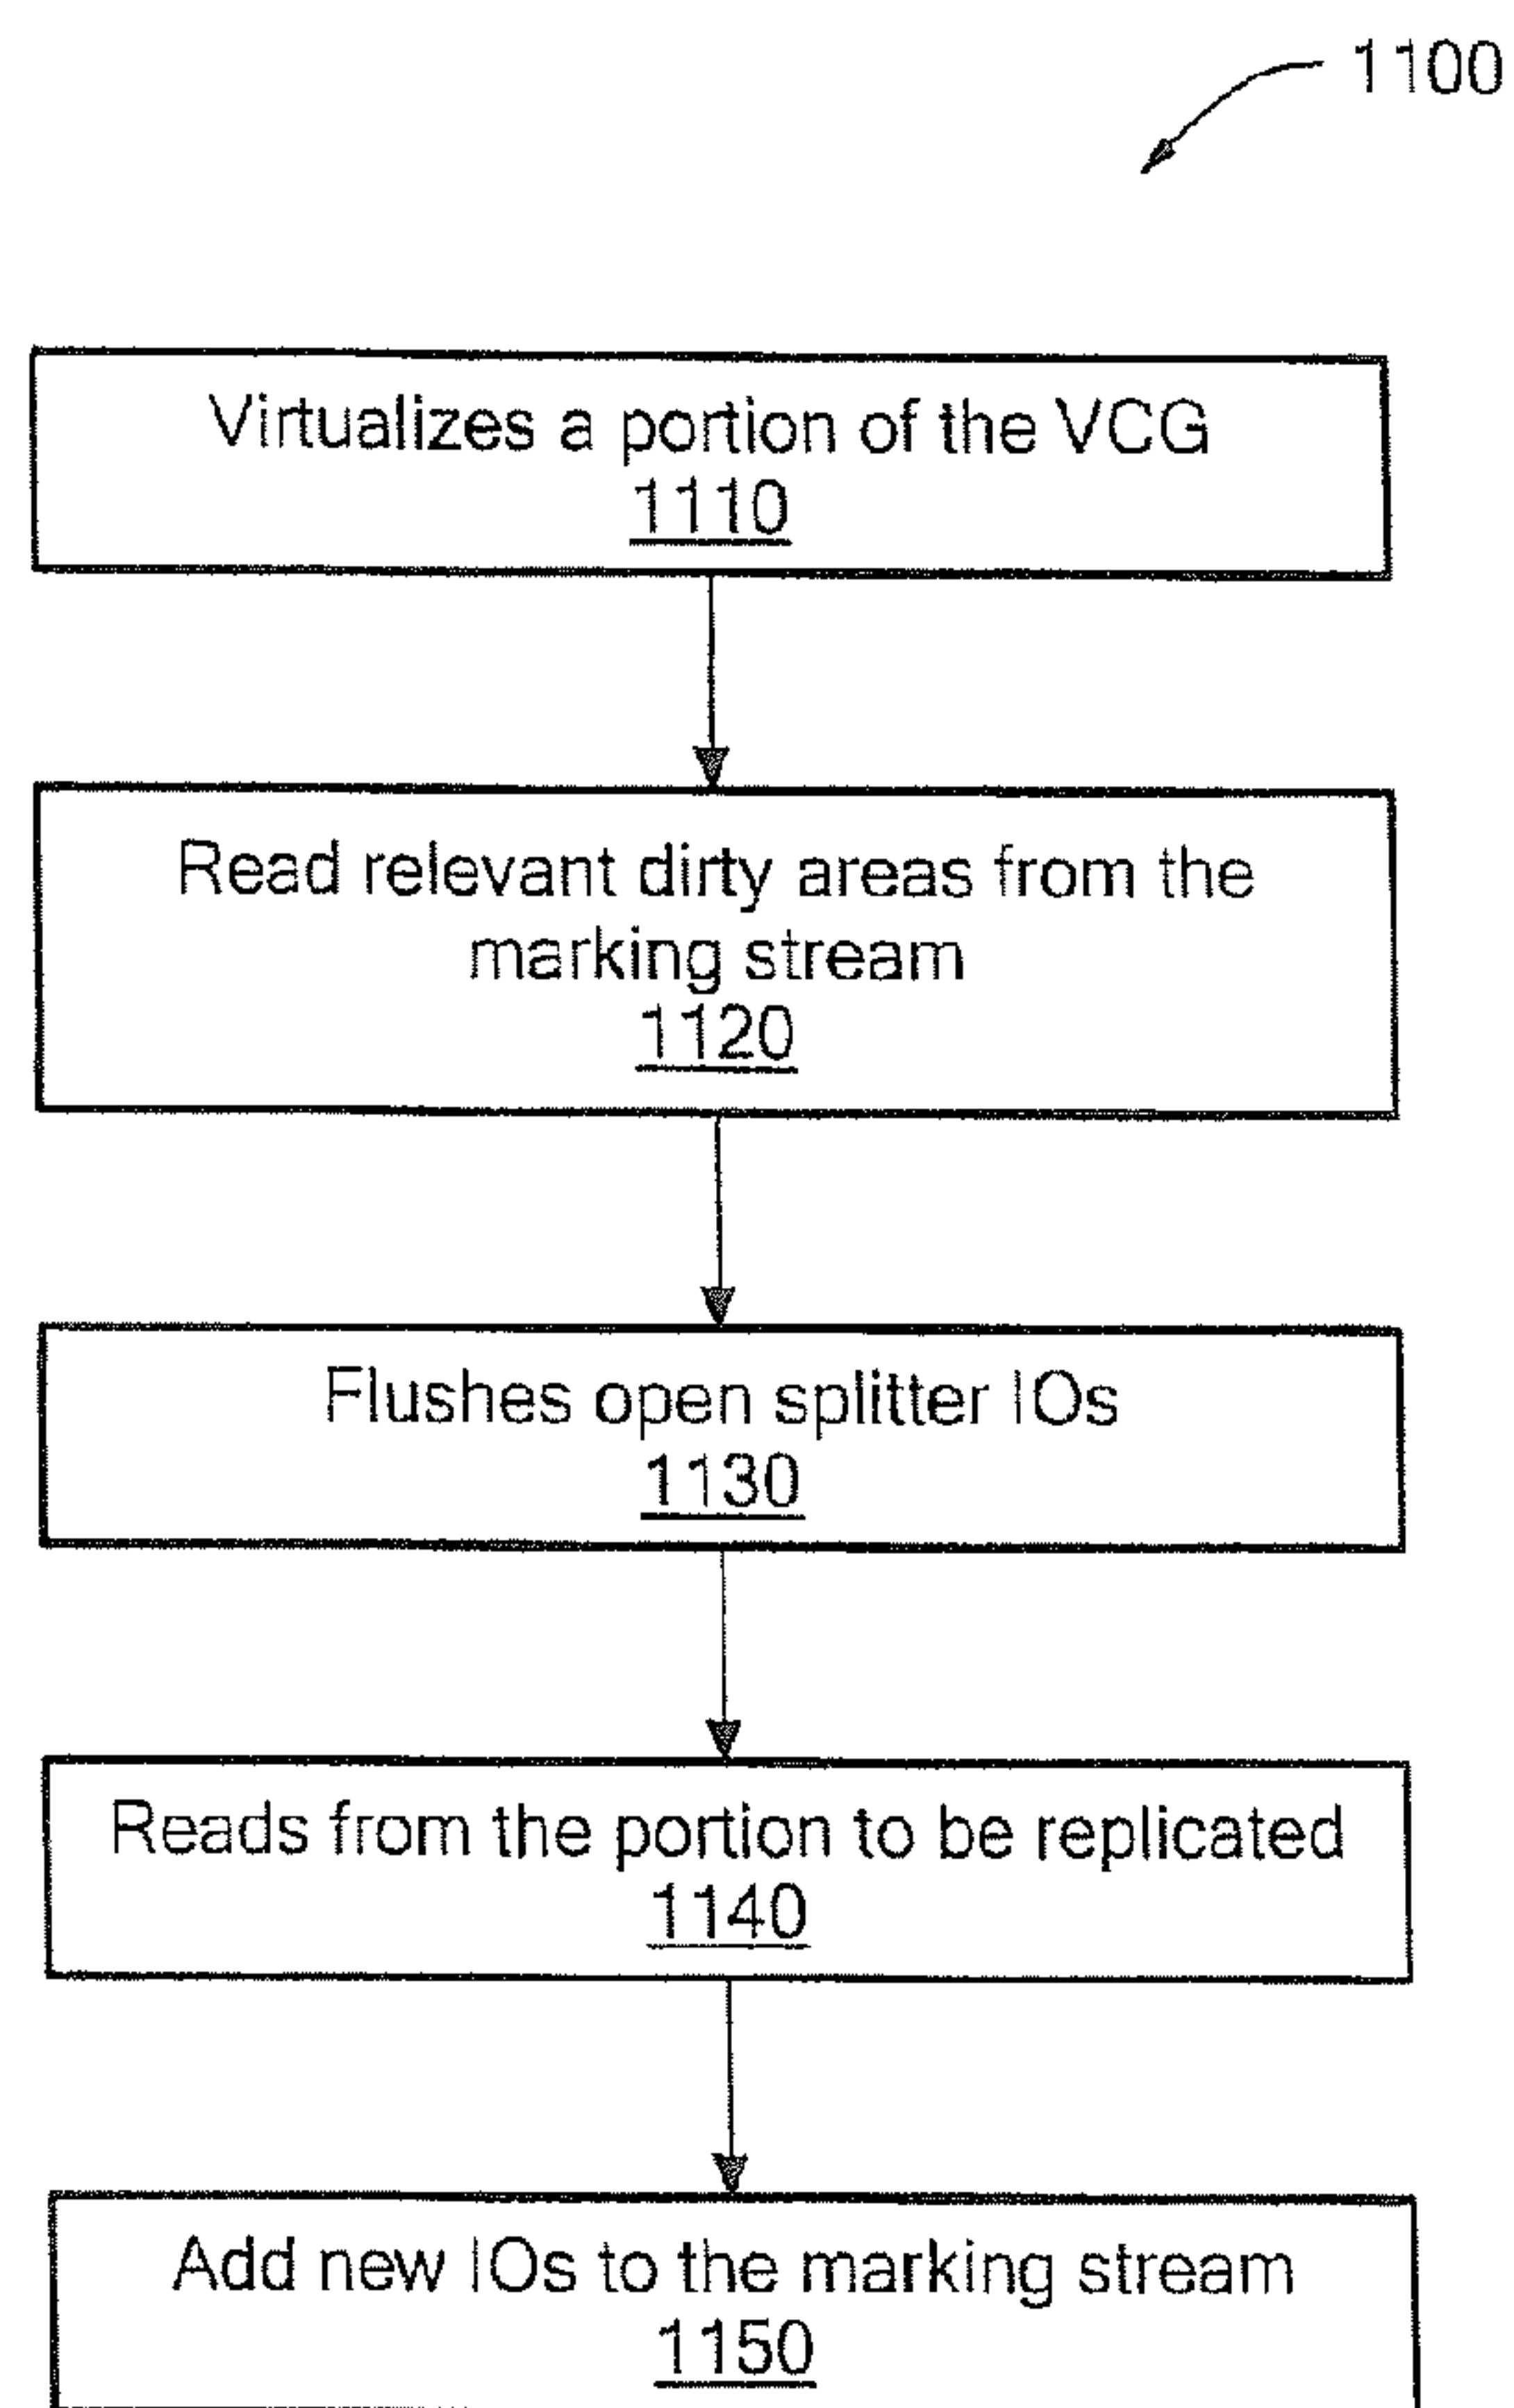 1100
Virtualizes a portion of the VCG
1110
Read relevant dirty areas from the
marking stream
1120
Flushes open splitter IOs
1130
Reads from the portion to be replicated
1140
Add new IOs to the marking stream
1150